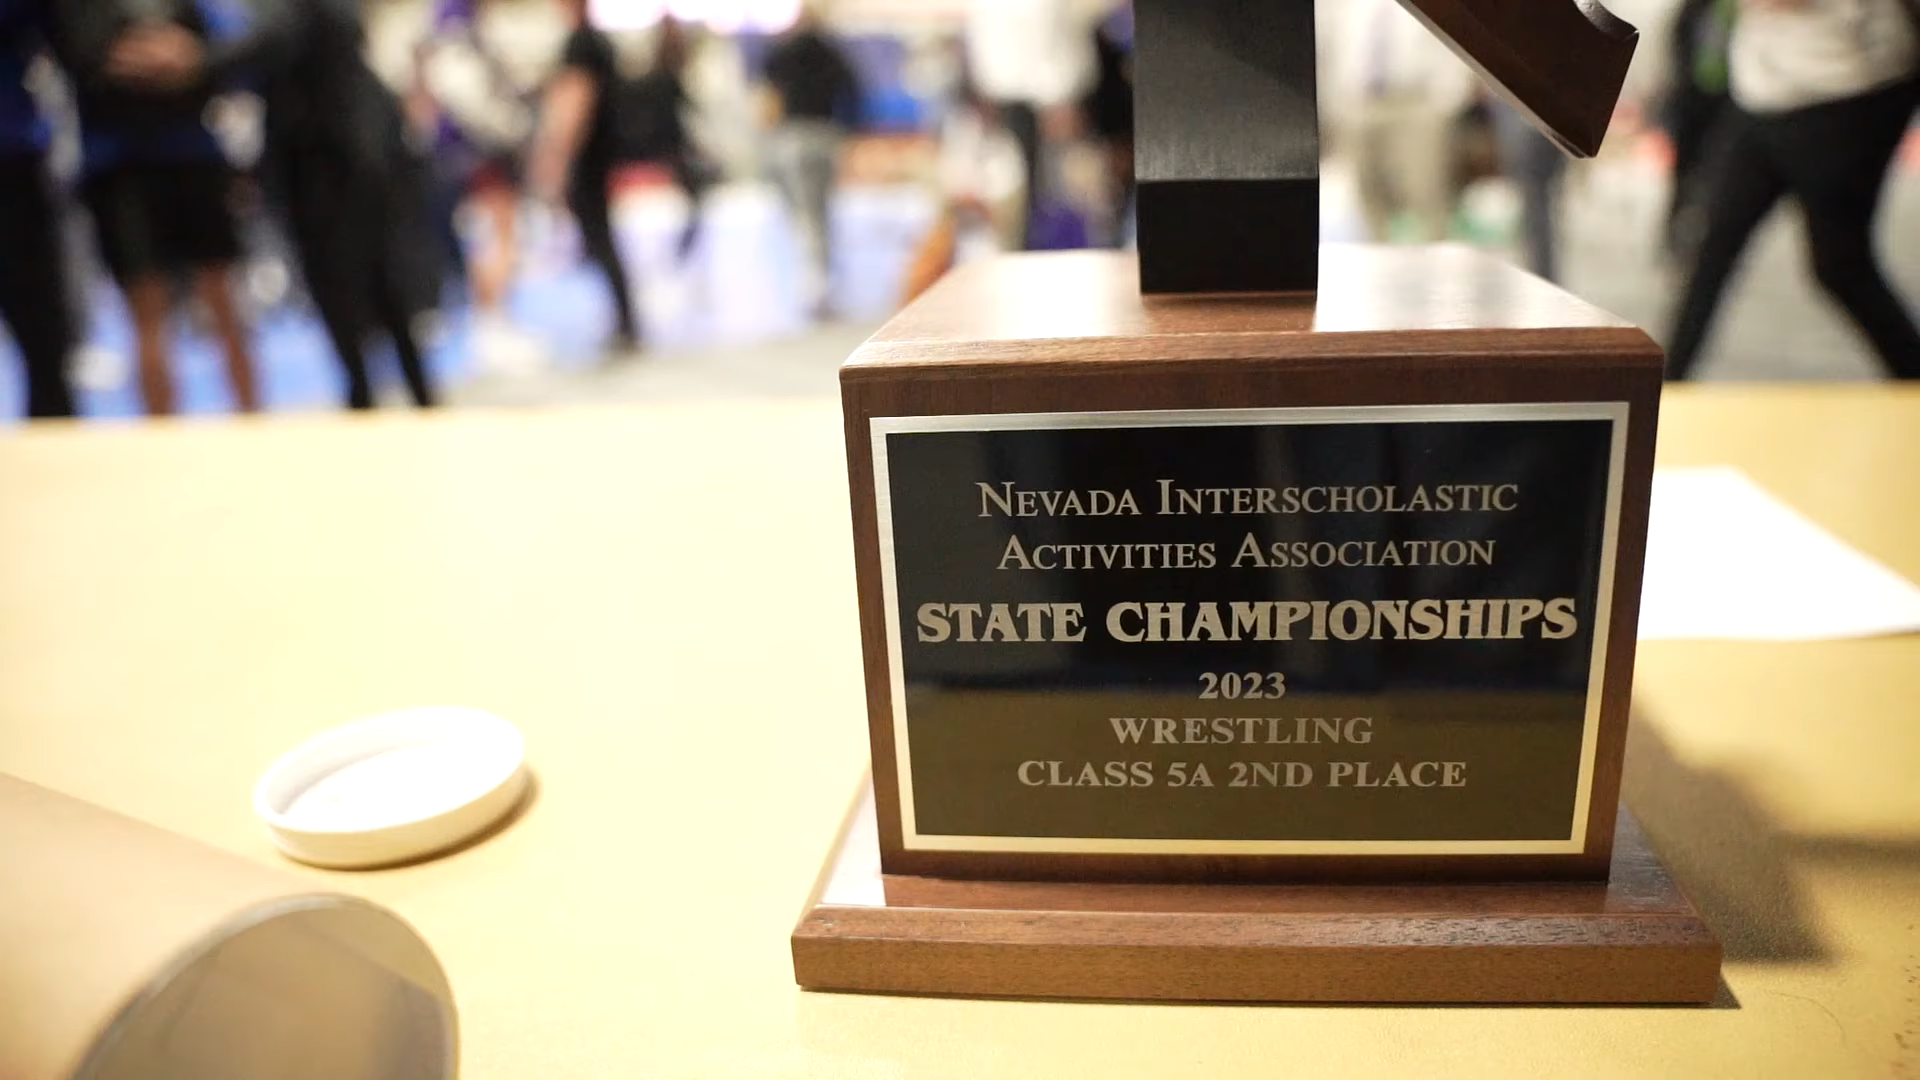 NEVADA INTERSCHOLASTIC
ACTIVITIES ASSOCIATION
STATE CHAMPIONSHIPS
2023
WRESTLING
CLASS 5A 2ND PLACE